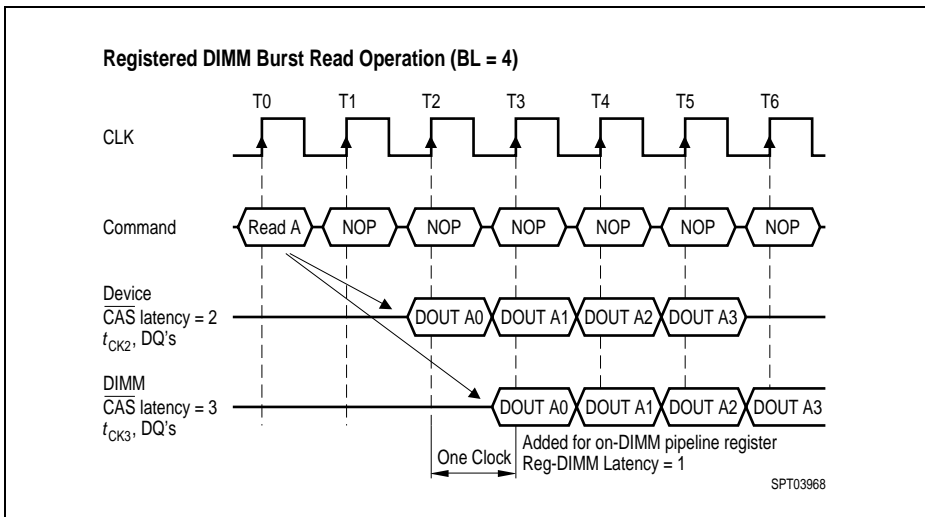 Registered DIMM Burst Read Operation (BL = 4)
T0 T1 T2 T3 T4 T5 T6
CLK
Command Read A NOP NOP NOP NOP NOP NOP
Device
CAS latency = 2
tCK2, DQ's
DOUT A0 DOUT A1 DOUT A2 DOUT A3
DIMM
CAS latency = 3
tCK3, DQ's
DOUT A0 DOUT A1 DOUT A2 DOUT A3
One Clock
Added for on-DIMM pipeline register
Reg-DIMM Latency = 1
SPT03968